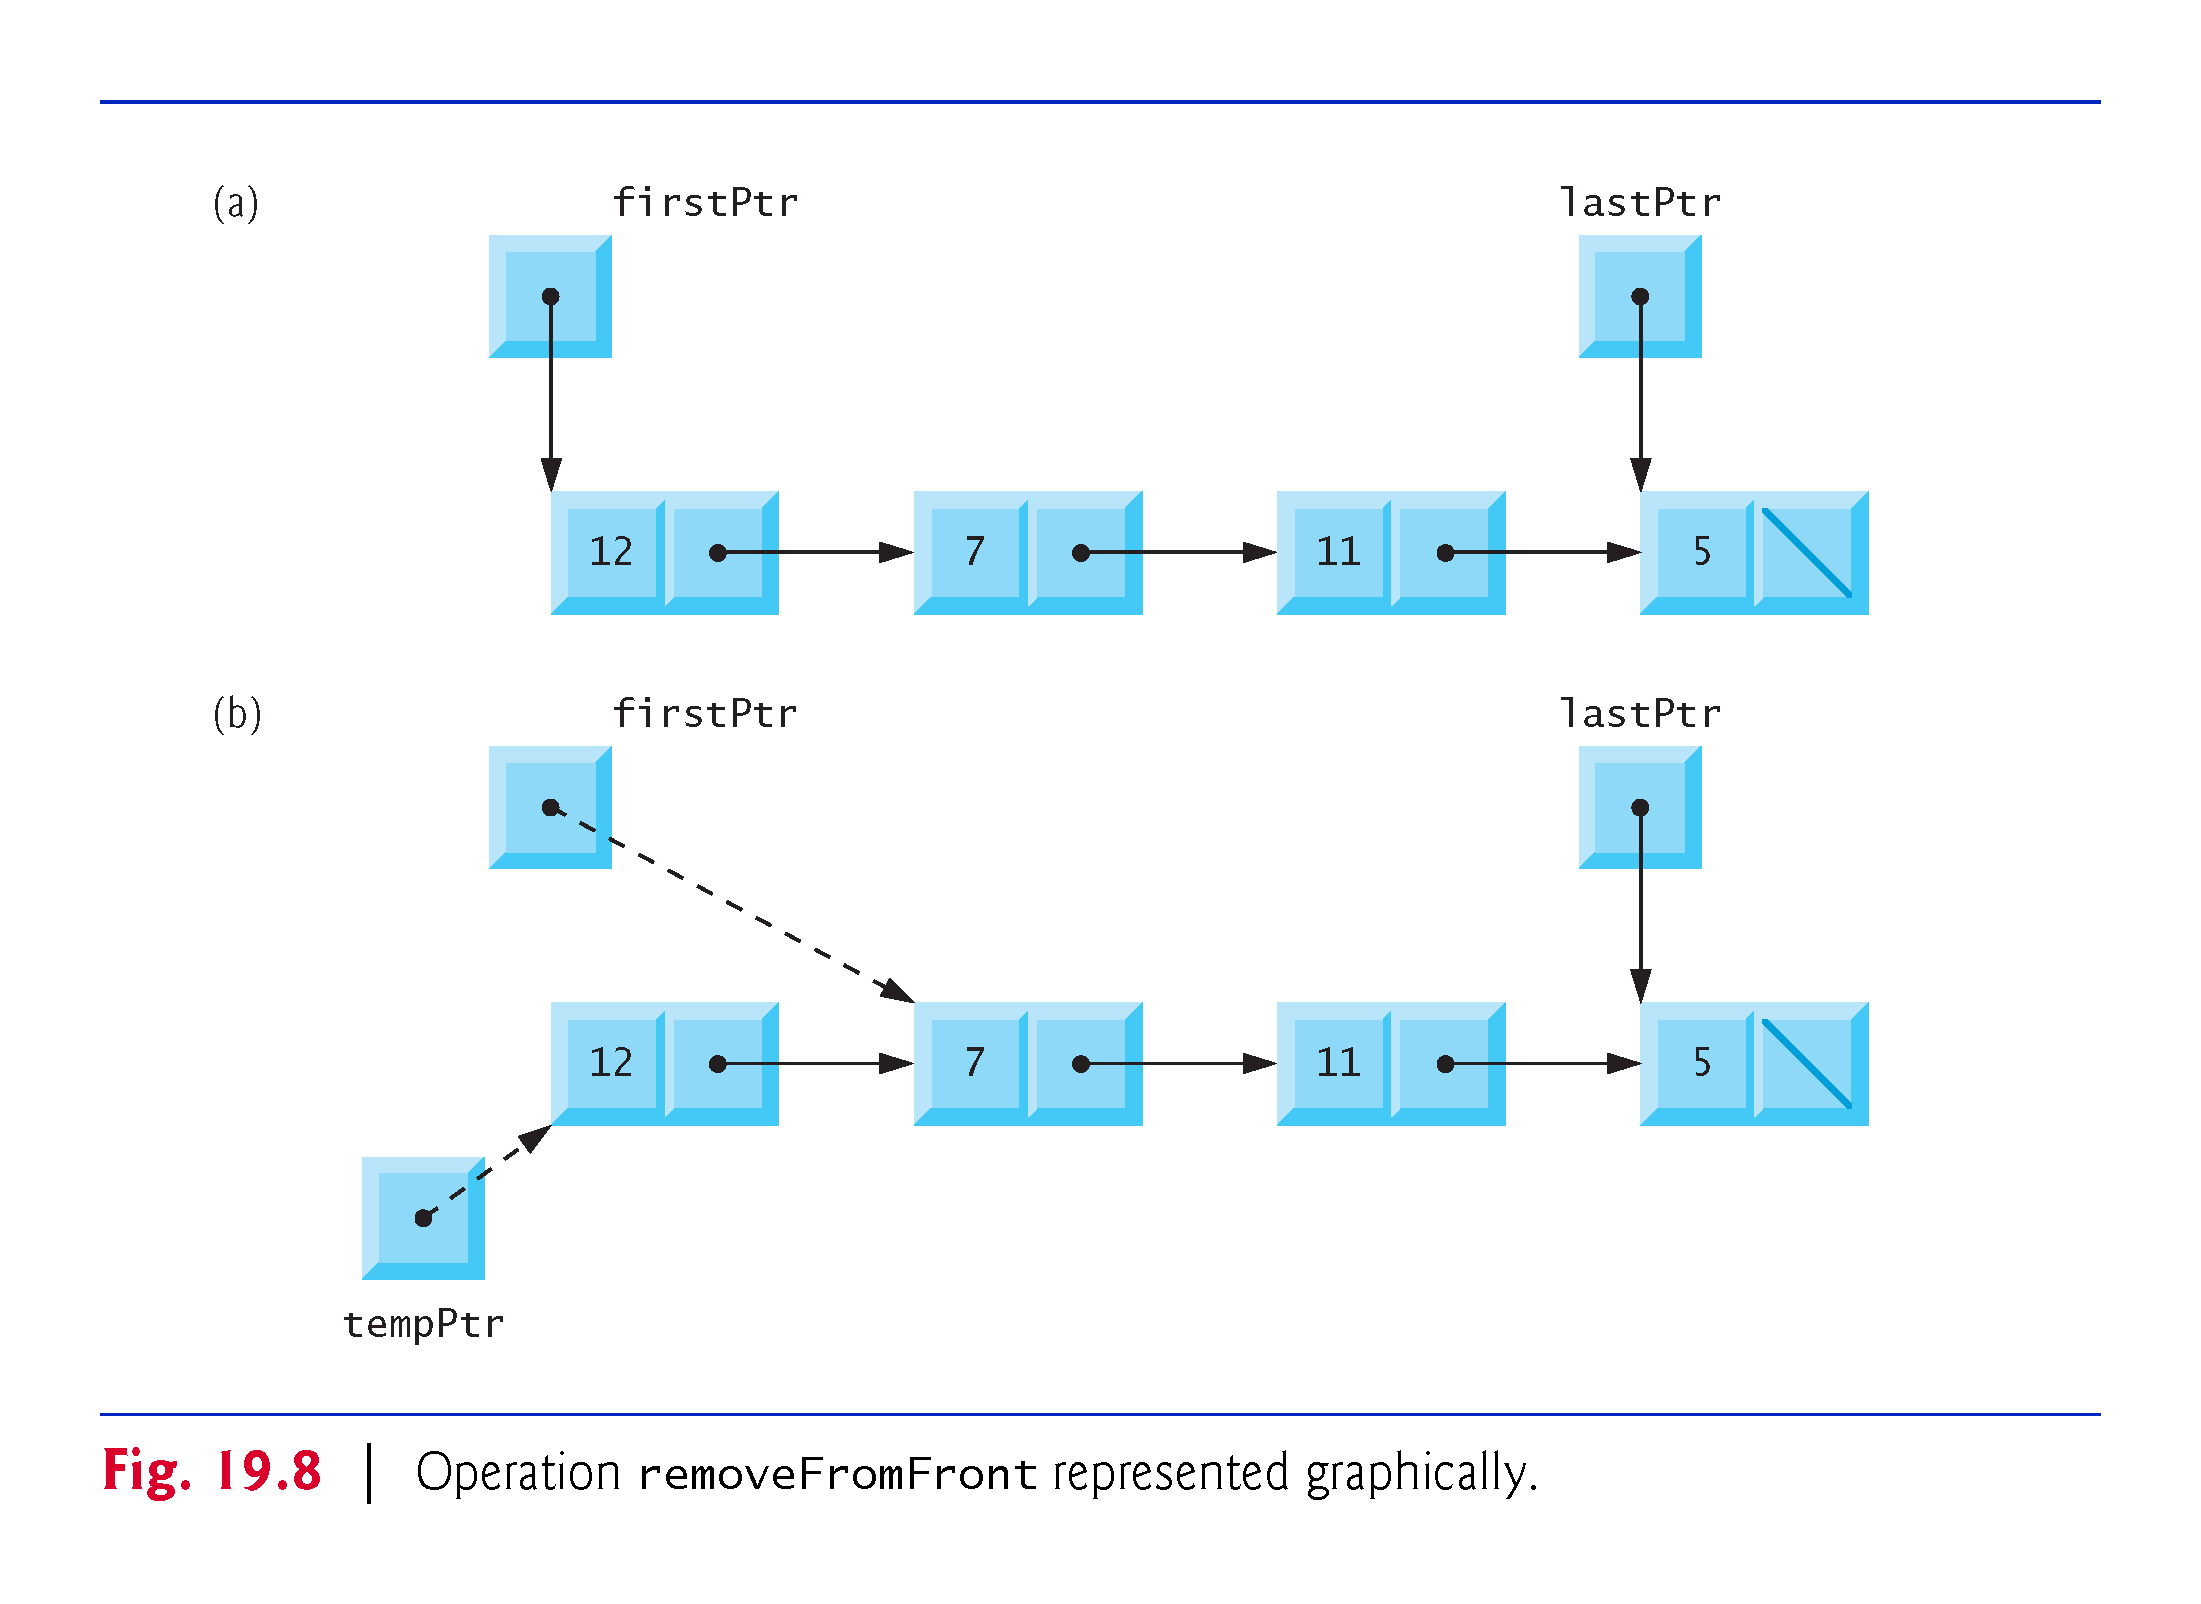 (a) firstPtr lastPtr
12 7 11 5
(b) firstPtr lastPtr
12 7 11 5
tempPtr
Fig. 19.8 | Operation removeFromFront represented graphically.